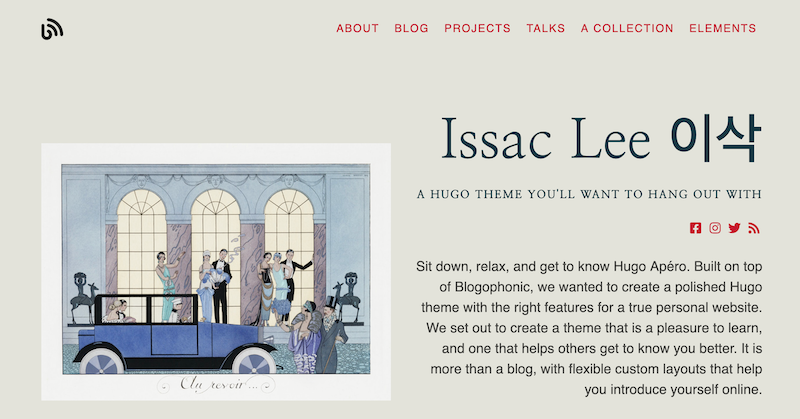 ABOUT BLOG PROJECTS TALKS A COLLECTION ELEMENTS
Issac Lee 이삭
A HUGO THEME YOU'LL WANT TO HANG OUT WITH
Sit down, relax, and get to know Hugo Apéro. Built on top
of Blogophonic, we wanted to create a polished Hugo
theme with the right features for a true personal website.
We set out to create a theme that is a pleasure to learn,
and one that helps others get to know you better. It is
more than a blog, with flexible custom layouts that help
you introduce yourself online.
Au revoir...